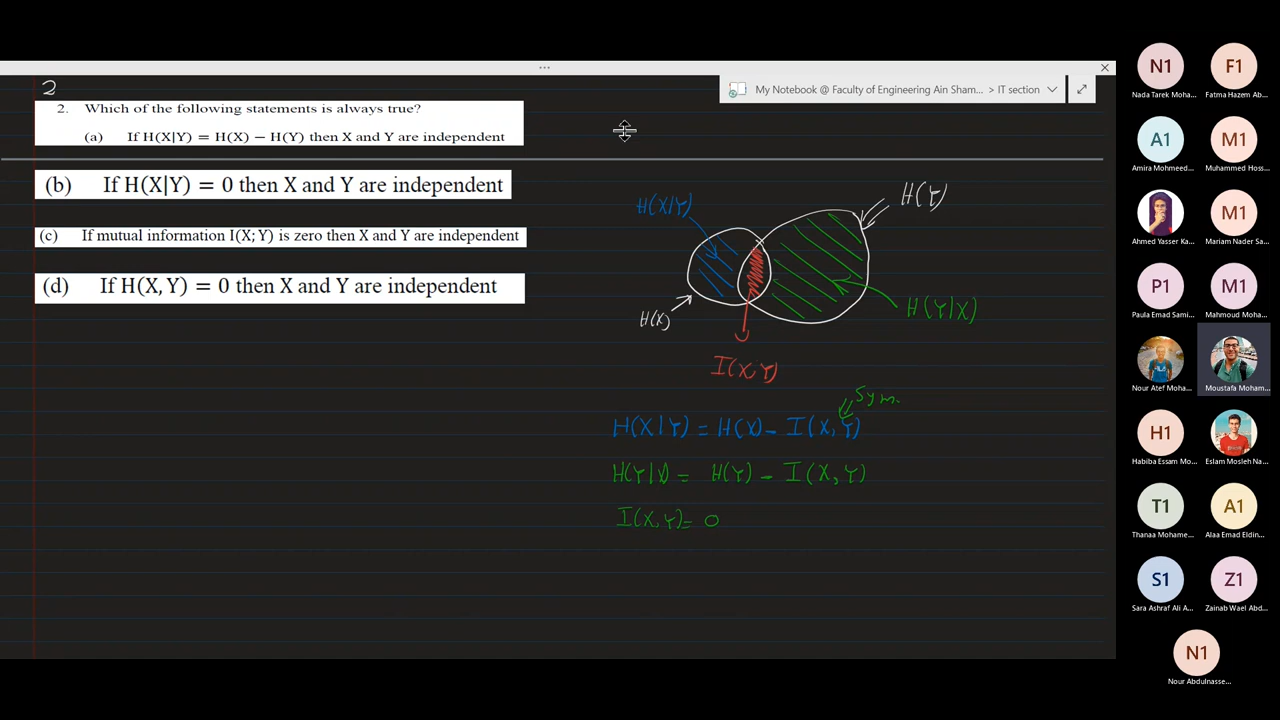 2
My Notebook @ Faculty of Engineering Ain Sham... > IT section
2. Which of the following statements is always true?
(a) If H(X|Y) = H(X) − H(Y) then X and Y are independent
(b) If H(X|Y) = 0 then X and Y are independent
(c) If mutual information I(X; Y) is zero then X and Y are independent
(d) If H(X, Y) = 0 then X and Y are independent
H(X|Y)
H(Y)
H(X)
H(Y|X)
I(X,Y)
Sym.
H(X|Y) = H(X) - I(X,Y)
H(Y|X) = H(Y) - I(X,Y)
I(X,Y) = 0
N1
Nada Tarek Moha...
F1
Fatma Hazem Ab...
A1
Amira Mohmeed...
M1
Muhammed Hoss...
Ahmed Yasser Ka...
M1
Mariam Nader Sa...
P1
Paula Emad Sami...
M1
Mahmoud Moha...
Nour Atef Moha...
Moustafa Moham...
H1
Habiba Essam Mo...
Eslam Mosleh Na...
T1
Thanaa Mohame...
A1
Alaa Emad Eldin...
S1
Sara Ashraf Ali A...
Z1
Zainab Wael Abd...
N1
Nour Abdulnasse...